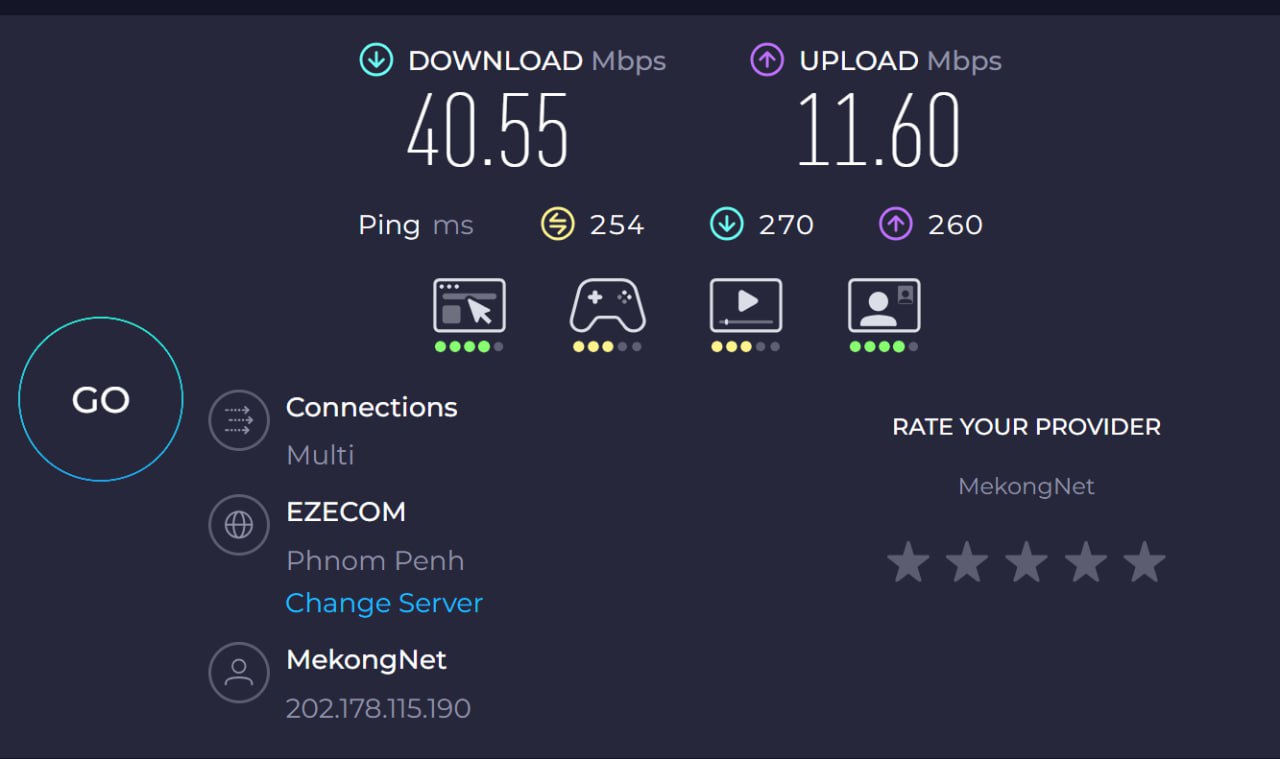 DOWNLOAD Mbps UPLOAD Mbps
40.55 11.60
Ping ms 254 270 260
GO
Connections
Multi
RATE YOUR PROVIDER
MekongNet
EZECOM
Phnom Penh
Change Server
MekongNet
202.178.115.190